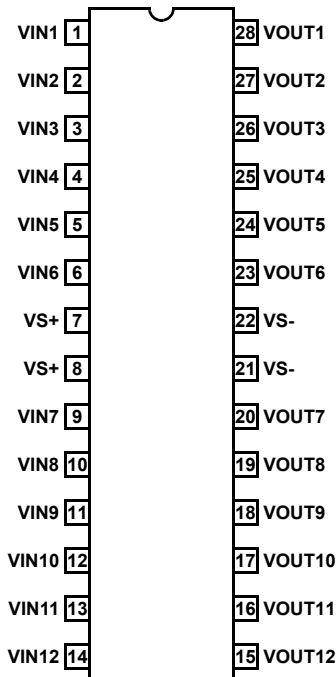 VIN1 1 28 VOUT1
VIN2 2 27 VOUT2
VIN3 3 26 VOUT3
VIN4 4 25 VOUT4
VIN5 5 24 VOUT5
VIN6 6 23 VOUT6
VS+ 7 22 VS-
VS+ 8 21 VS-
VIN7 9 20 VOUT7
VIN8 10 19 VOUT8
VIN9 11 18 VOUT9
VIN10 12 17 VOUT10
VIN11 13 16 VOUT11
VIN12 14 15 VOUT12